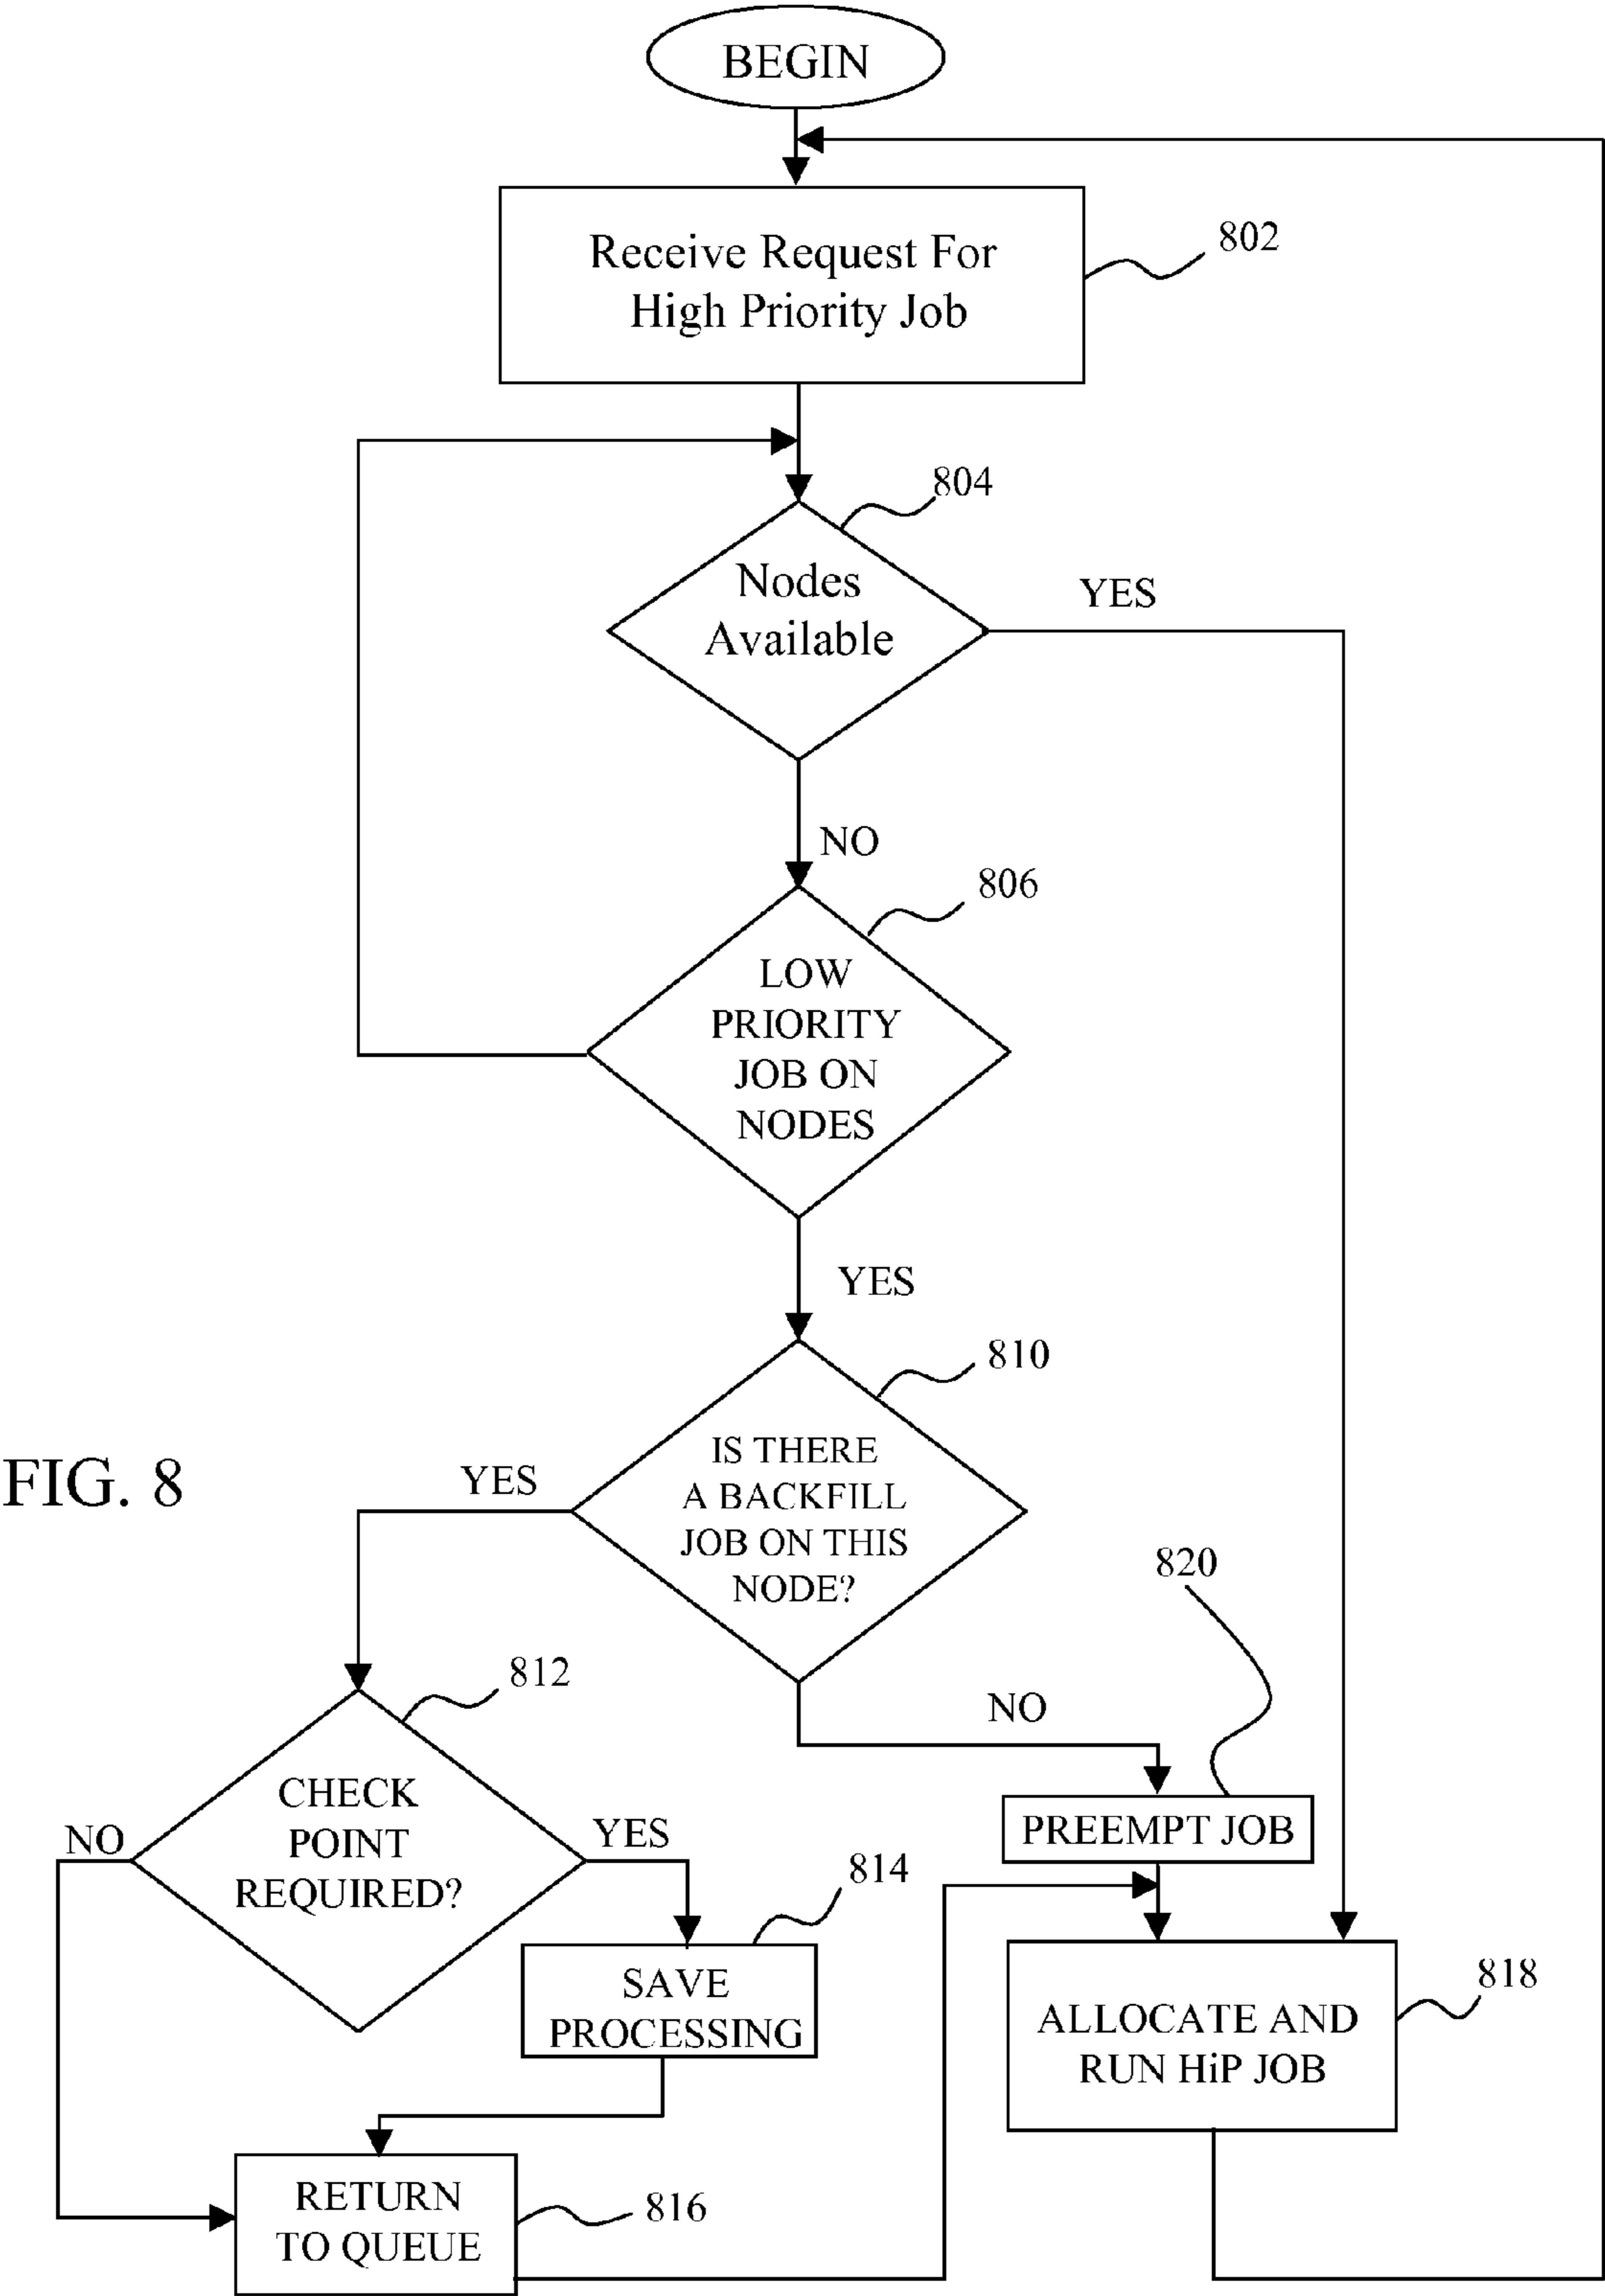 BEGIN
Receive Request For
High Priority Job
802
804
Nodes
Available
YES
NO
806
LOW
PRIORITY
JOB ON
NODES
YES
810
IS THERE
A BACKFILL
JOB ON THIS
NODE?
FIG. 8
YES
820
812
NO
CHECK
POINT
REQUIRED?
NO
YES
PREEMPT JOB
814
SAVE
PROCESSING
818
ALLOCATE AND
RUN HiP JOB
RETURN
TO QUEUE
816